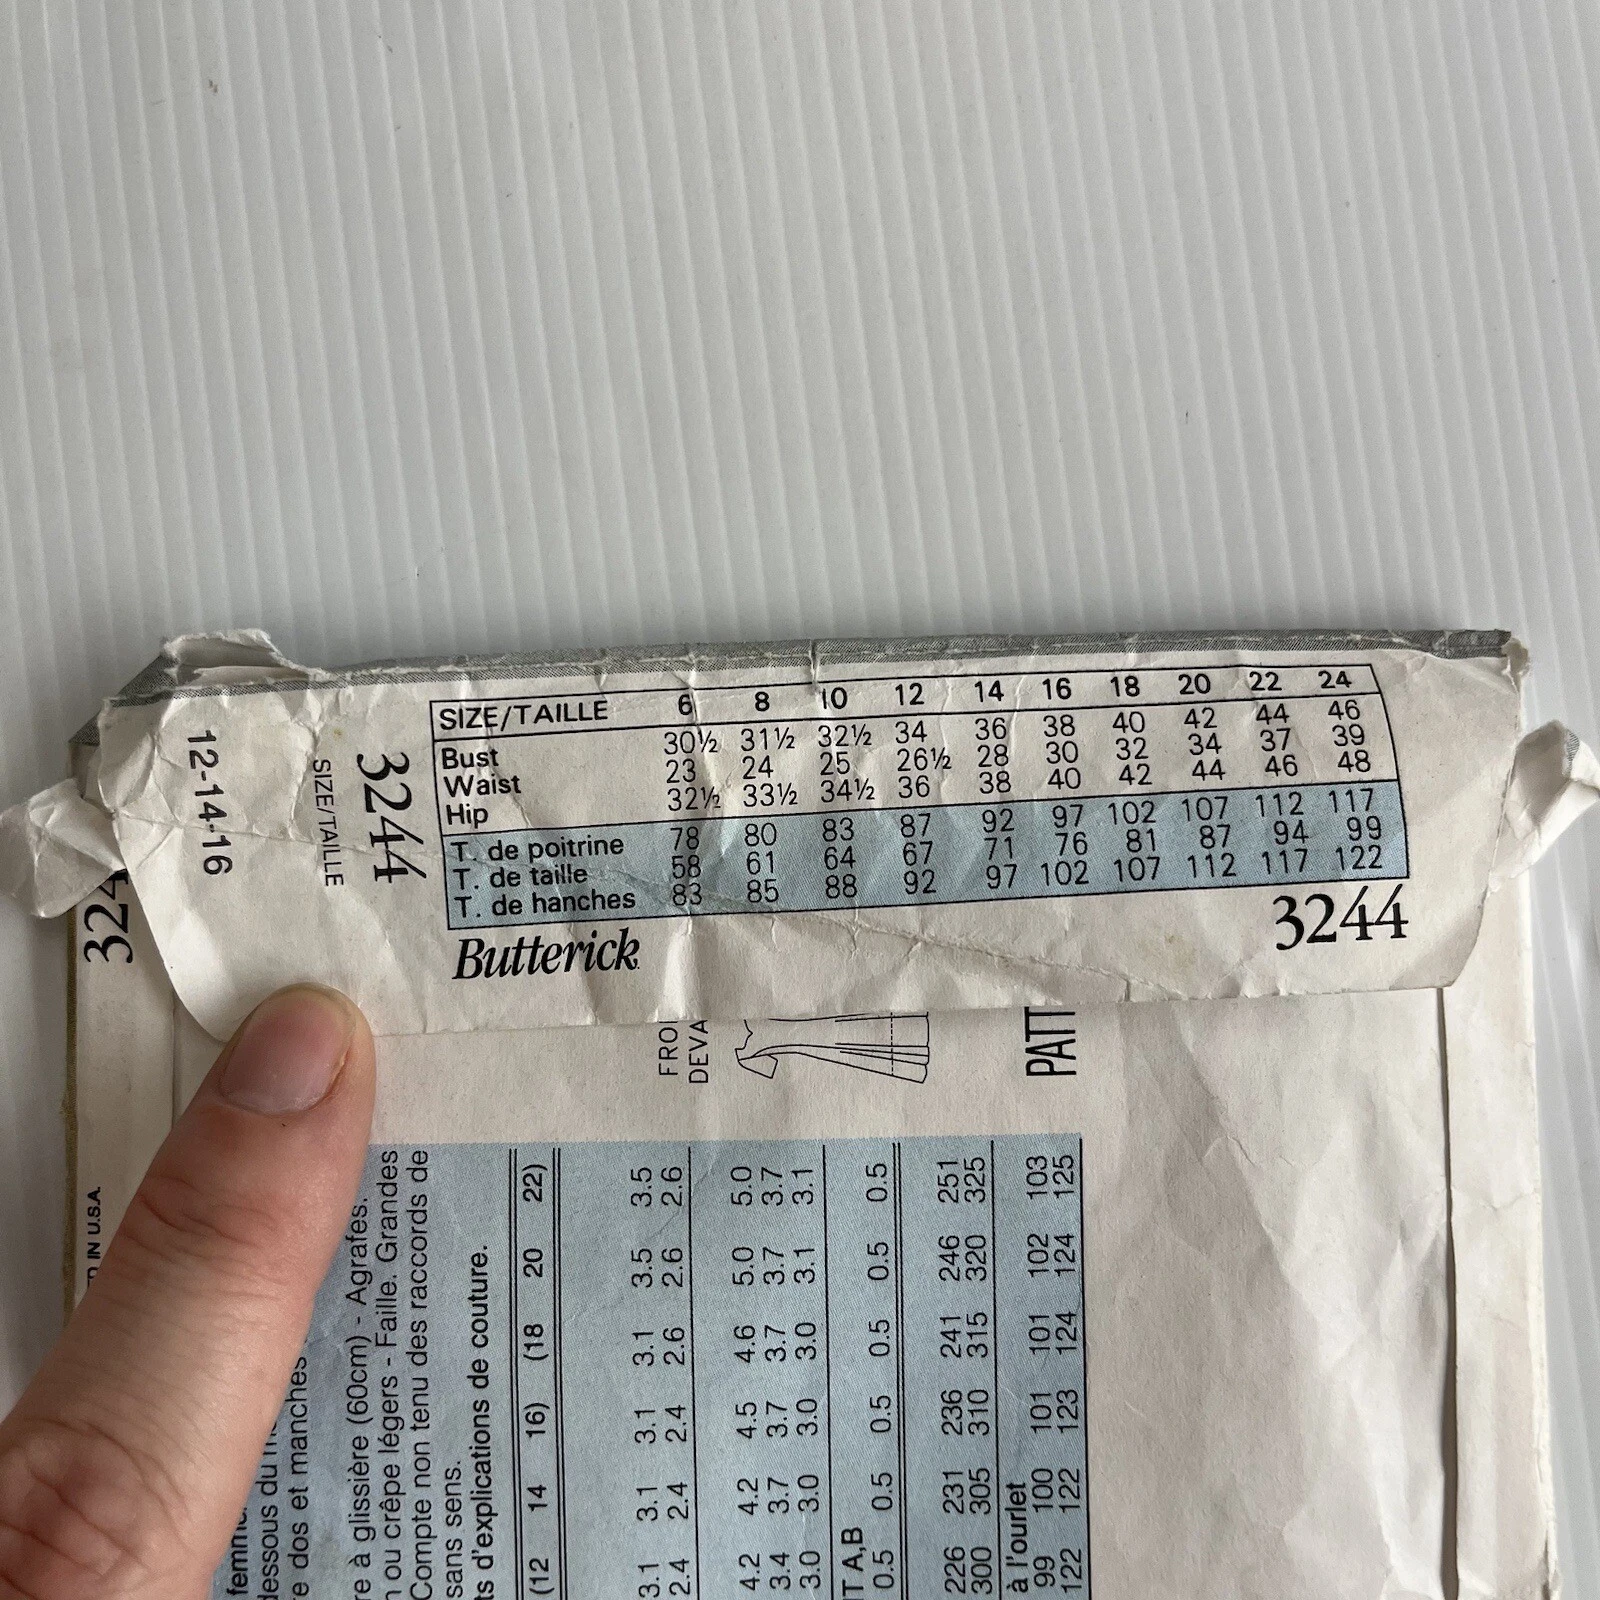 SIZE/TAILLE 6 8 10 12 14 16 18 20 22 24
Bust 30½ 31½ 32½ 34 36 38 40 42 44 46
Waist 23 24 25 26½ 28 30 32 34 37 39
Hip 32½ 33½ 34½ 36 38 40 42 44 46 48
T. de poitrine 78 80 83 87 92 97 102 107 112 117
T. de taille 58 61 64 67 71 76 81 87 94 99
T. de hanches 83 85 88 92 97 102 107 112 117 122
Butterick 3244
3244
SIZE/TAILLE
12-14-16
324
IN U.S.A.
dessous du
e dos et manches
re à glissière (60cm) - Agrafes.
ou crêpe légers - Faille. Grandes
Compte non tenu des raccords de
sans sens.
d'explications de couture.
(12 14 16) (18 20 22)
3.1 3.1 3.1 3.1 3.5 3.5
2.4 2.4 2.4 2.6 2.6 2.6
4.2 4.2 4.5 4.6 5.0 5.0
3.4 3.7 3.7 3.7 3.7 3.7
3.0 3.0 3.0 3.0 3.1 3.1
T A,B
0.5 0.5 0.5 0.5 0.5 0.5
226 231 236 241 246 251
300 305 310 315 320 325
à l'ourlet
99 100 101 101 102 103
122 122 123 124 124 125
FRO
DEVA
PATT